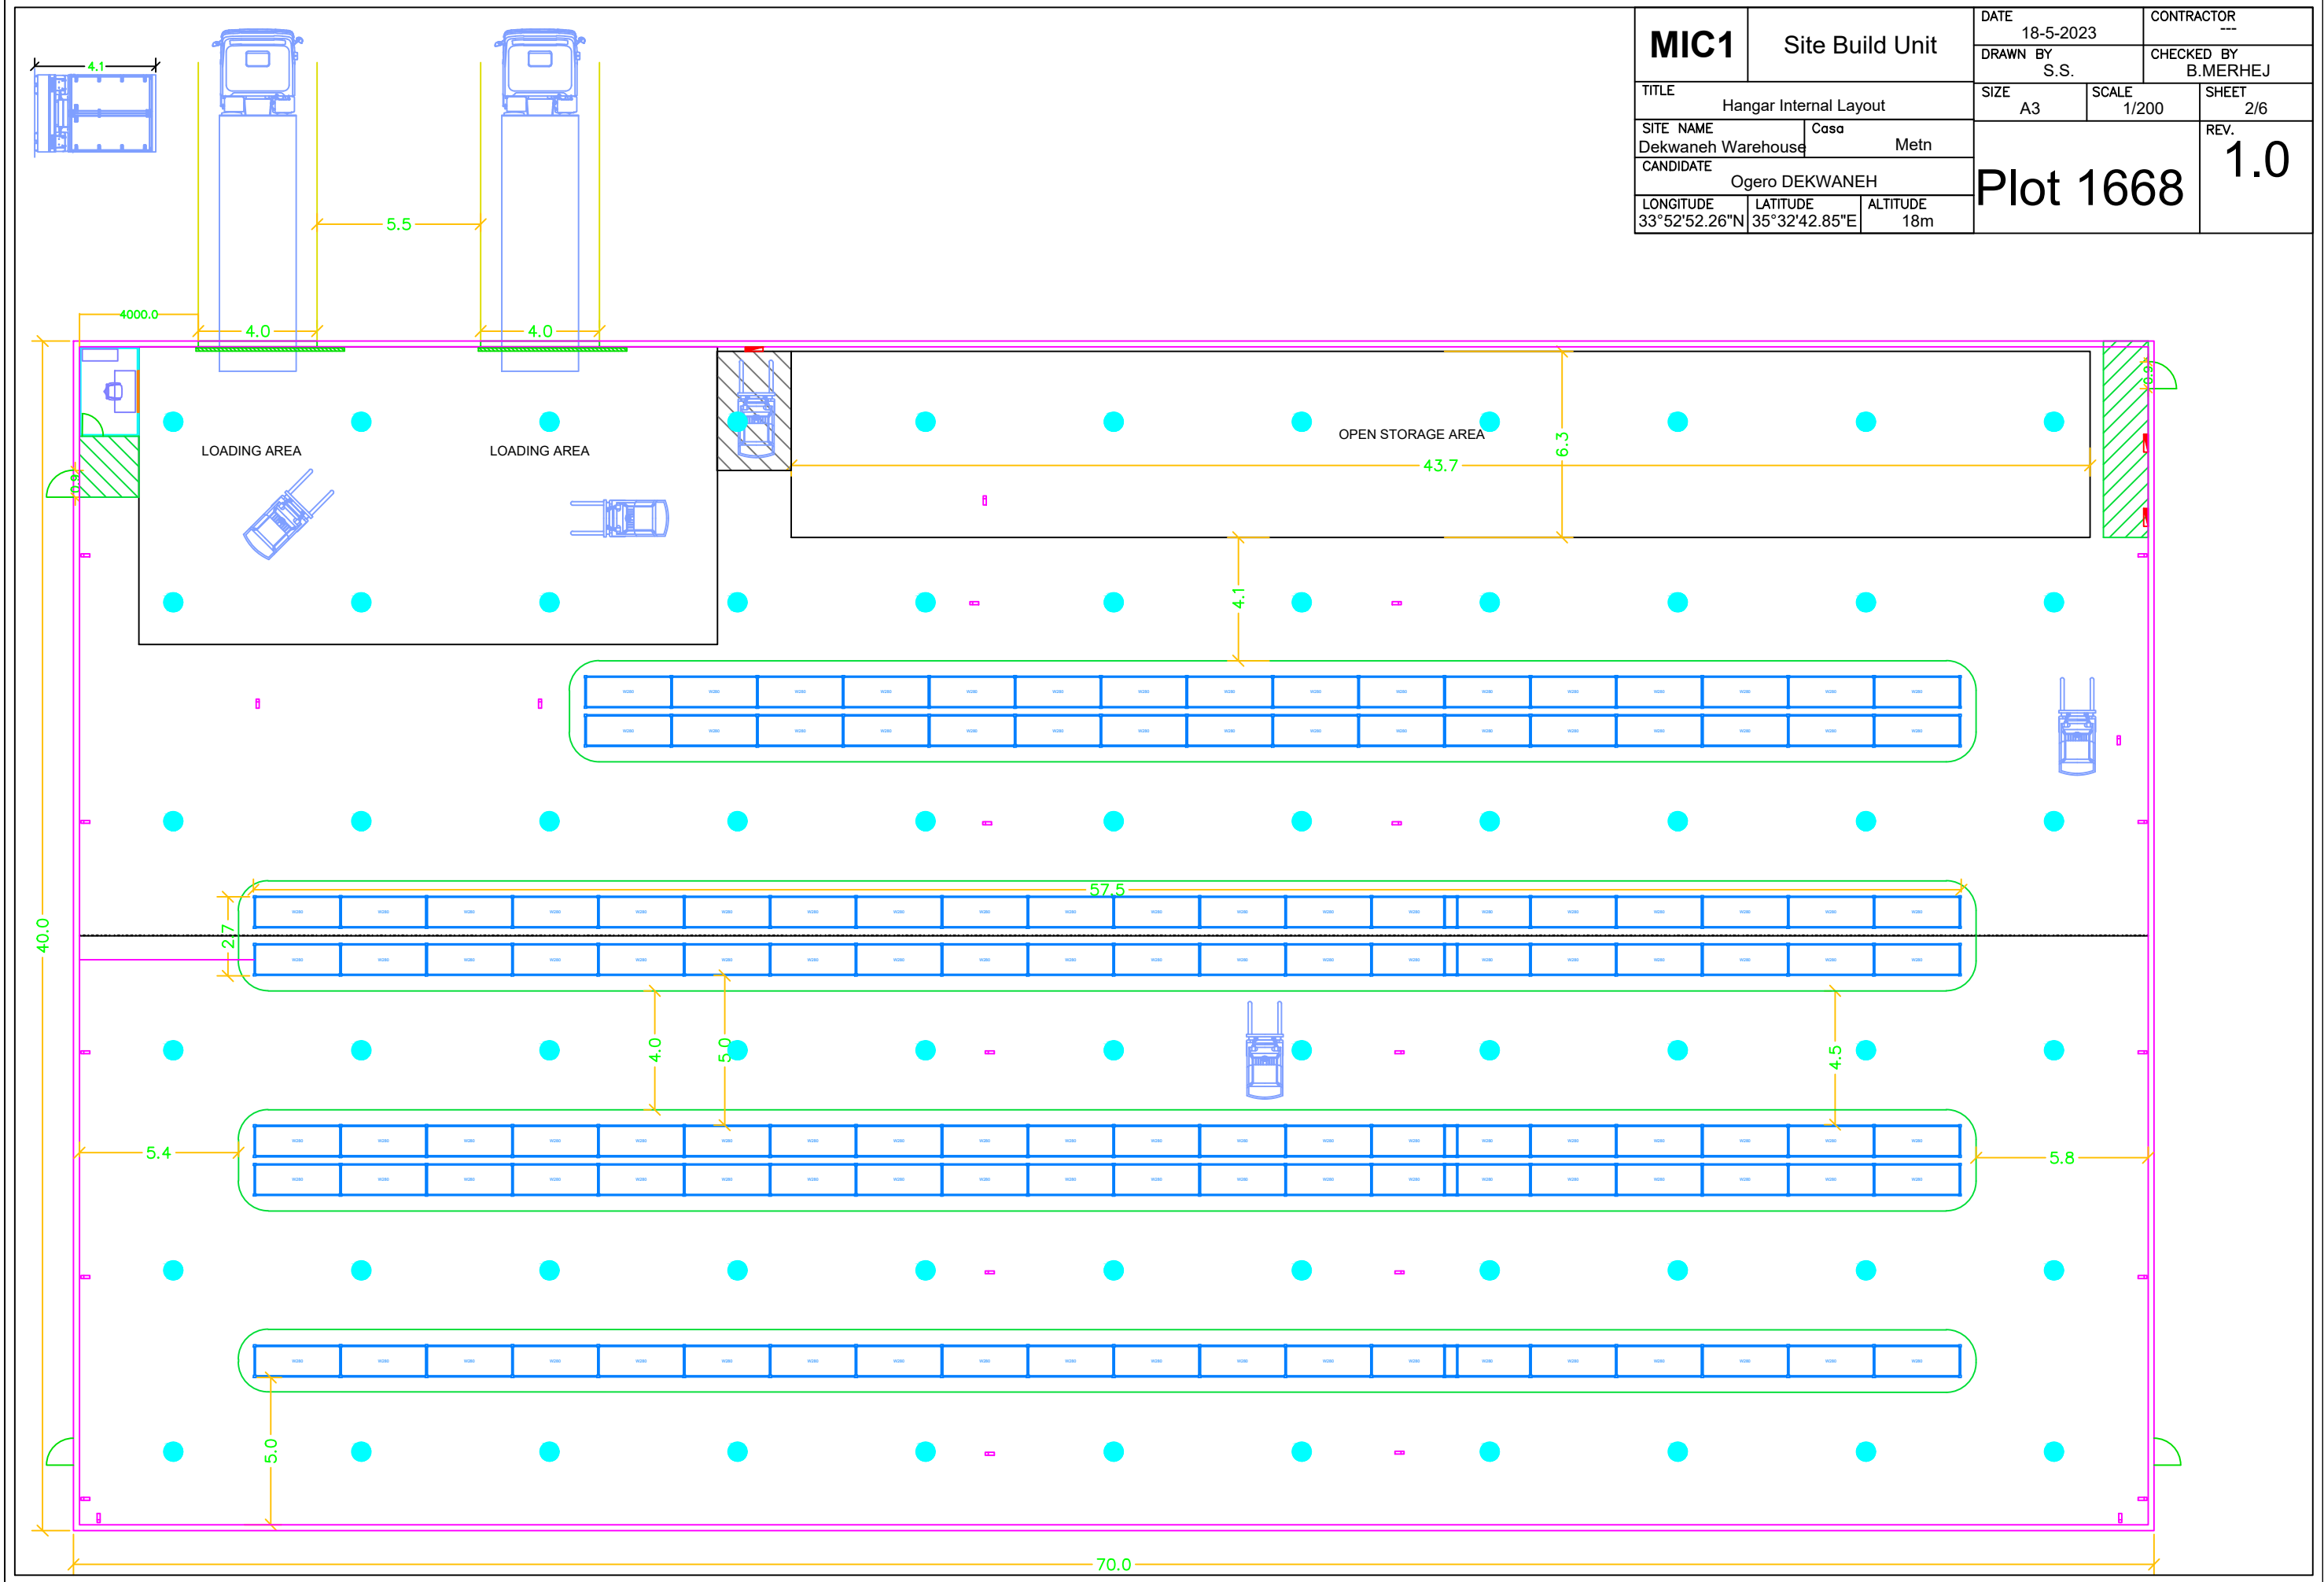 MIC1
Site Build Unit
DATE
18-5-2023
CONTRACTOR
---
DRAWN BY
S.S.
CHECKED BY
B.MERHEJ
TITLE
Hangar Internal Layout
SIZE
A3
SCALE
1/200
SHEET
2/6
SITE NAME
Dekwaneh Warehouse
Casa
Metn
CANDIDATE
Ogero DEKWANEH
Plot 1668
REV.
1.0
LONGITUDE
33°52'52.26"N
LATITUDE
35°32'42.85"E
ALTITUDE
18m
4.1
5.5
4000.0
4.0
4.0
LOADING AREA
LOADING AREA
OPEN STORAGE AREA
6.3
43.7
0.9
0.9
4.1
57.5
2.7
40.0
4.0
5.0
4.5
5.4
5.8
5.0
70.0